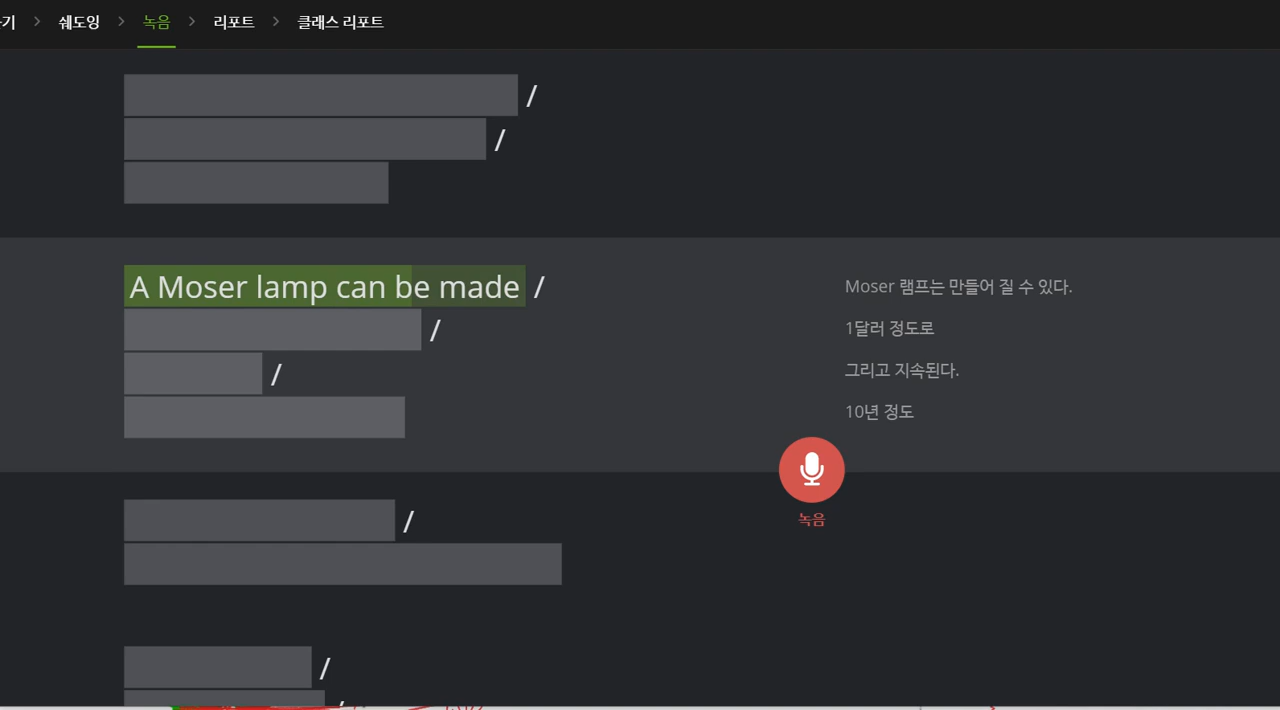 기 > 쉐도잉 > 녹음 > 리포트 > 클래스 리포트
/
/
A Moser lamp can be made /
/
/
Moser 램프는 만들어 질 수 있다.
1달러 정도로
그리고 지속된다.
10년 정도
녹음
/
/